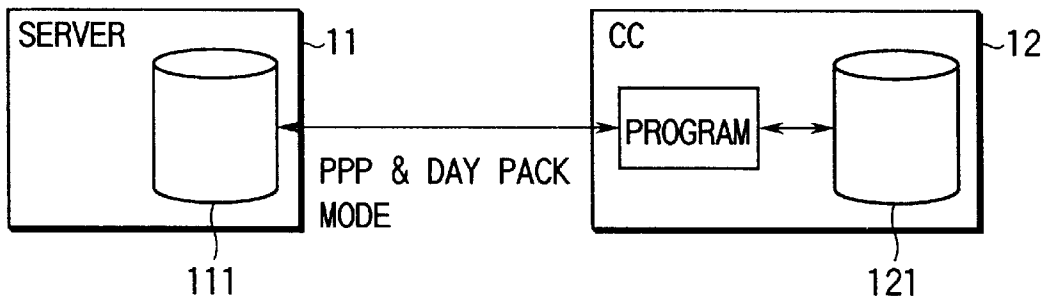 SERVER
11
CC
12
PROGRAM
PPP & DAY PACK
MODE
111
121